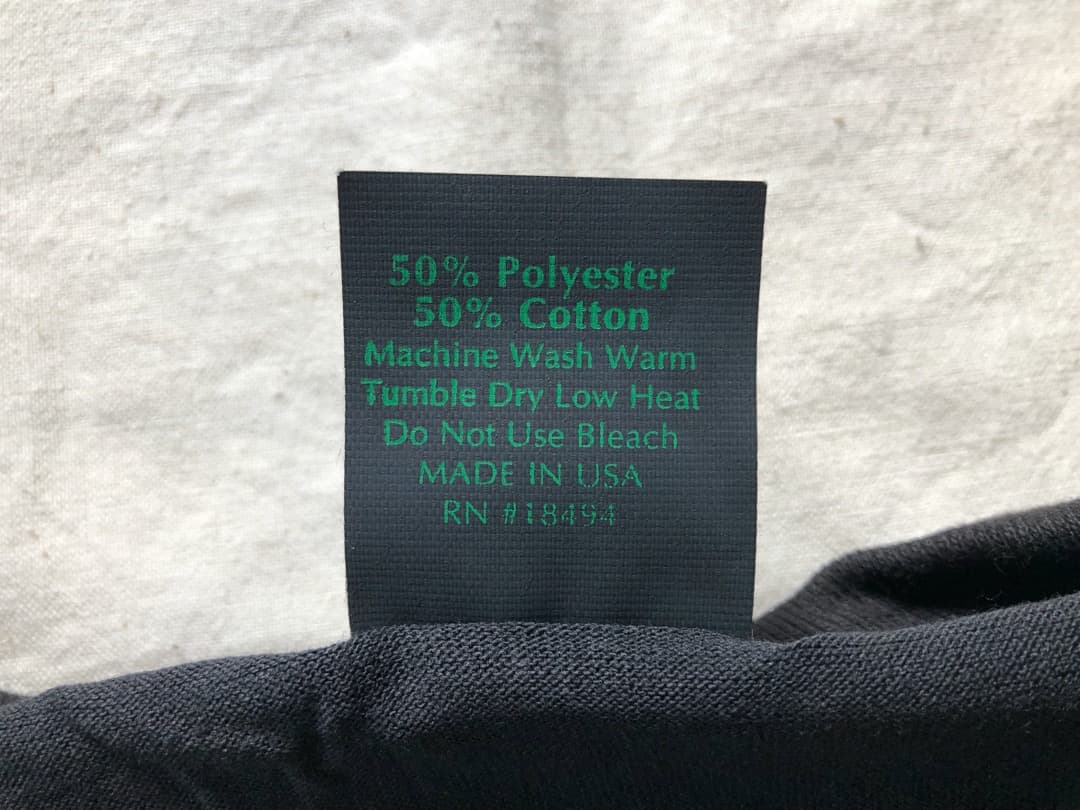 50% Polyester
50% Cotton
Machine Wash Warm
Tumble Dry Low Heat
Do Not Use Bleach
MADE IN USA
RN #18494